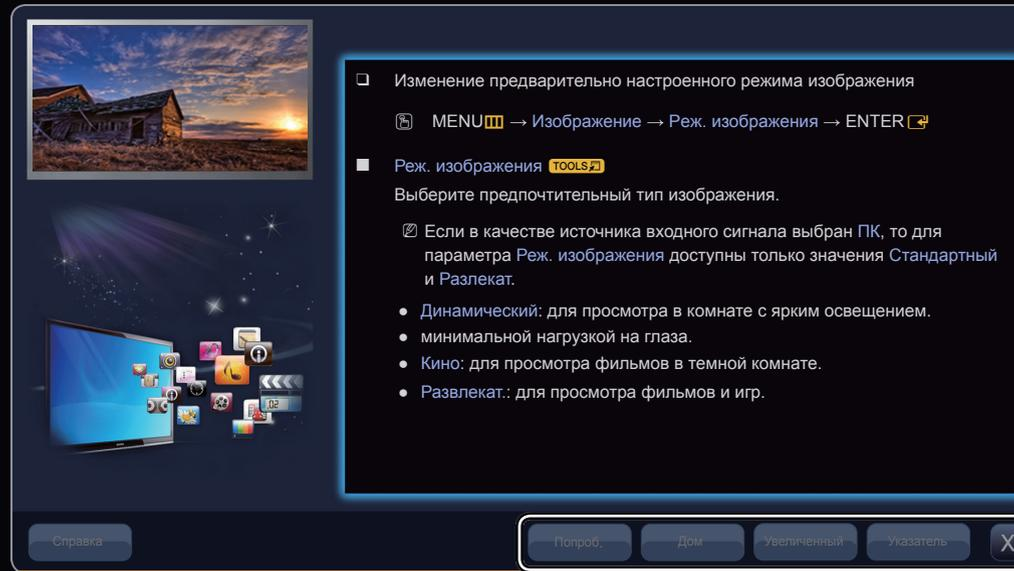 ❑ Изменение предварительно настроенного режима изображения
MENU → Изображение → Реж. изображения → ENTER
■ Реж. изображения TOOLS
Выберите предпочтительный тип изображения.
Если в качестве источника входного сигнала выбран ПК, то для
параметра Реж. изображения доступны только значения Стандартный
и Разлекат.
● Динамический: для просмотра в комнате с ярким освещением.
● минимальной нагрузкой на глаза.
● Кино: для просмотра фильмов в темной комнате.
● Развлекат.: для просмотра фильмов и игр.
Справка
Попроб.
Дом
Увеличенный
Указатель
X